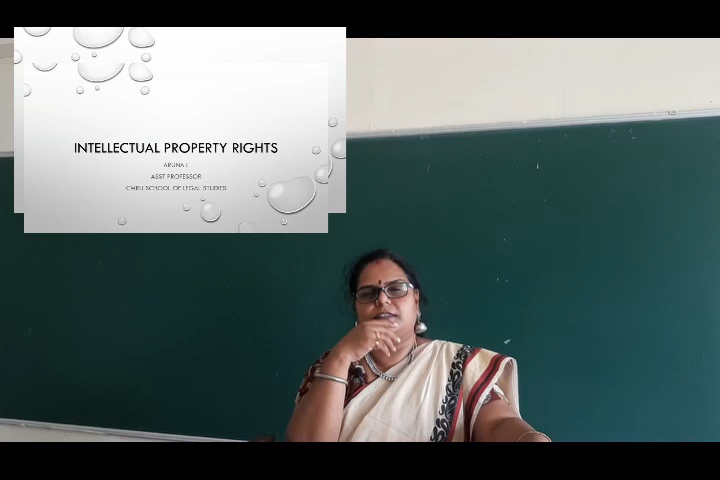 INTELLECTUAL PROPERTY RIGHTS
ARUNA L
ASST PROFESSOR
CMRU SCHOOL OF LEGAL STUDIES